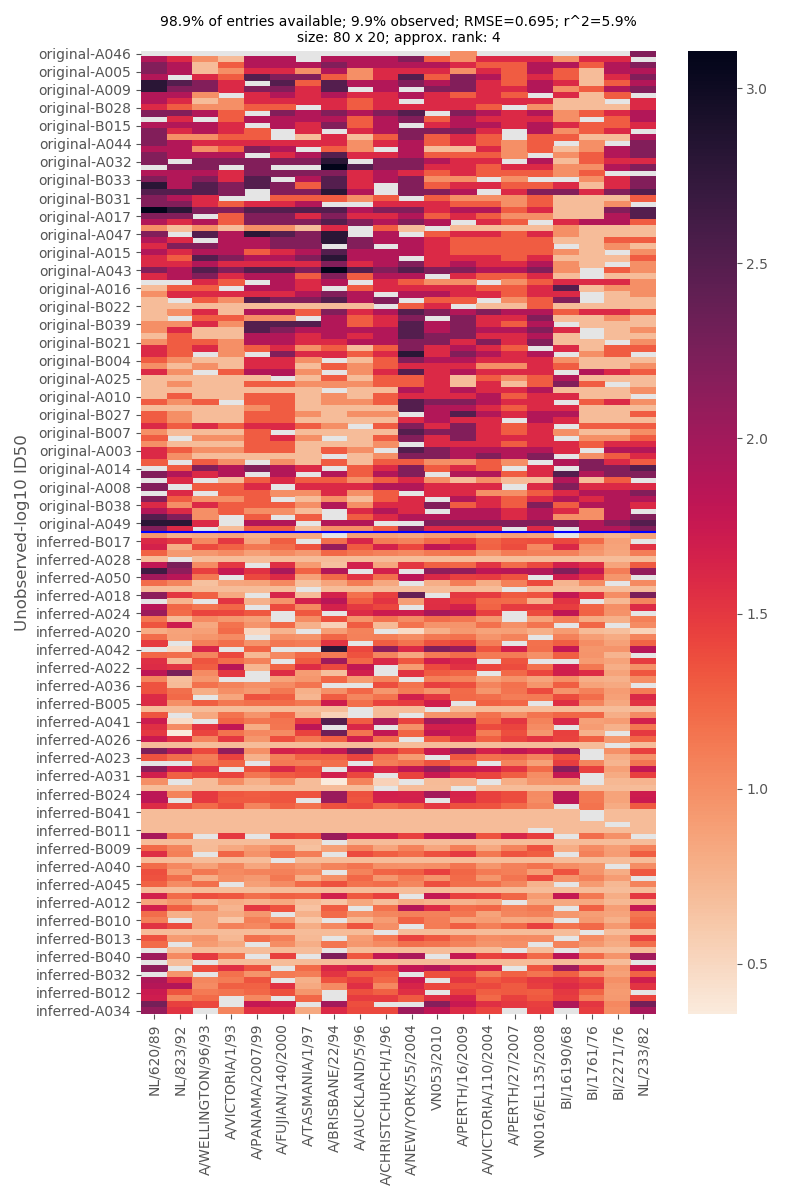 98.9% of entries available; 9.9% observed; RMSE=0.695; r^2=5.9%
size: 80 x 20; approx. rank: 4
Unobserved-log10 ID50
original-A046
original-A005
original-A009
original-B028
original-B015
original-A044
original-A032
original-B033
original-B031
original-A017
original-A047
original-A015
original-A043
original-A016
original-B022
original-B039
original-B021
original-B004
original-A025
original-A010
original-B027
original-B007
original-A003
original-A014
original-A008
original-B038
original-A049
inferred-B017
inferred-A028
inferred-A050
inferred-A018
inferred-A024
inferred-A020
inferred-A042
inferred-A022
inferred-A036
inferred-B005
inferred-A041
inferred-A026
inferred-A023
inferred-A031
inferred-B024
inferred-B041
inferred-B011
inferred-B009
inferred-A040
inferred-A045
inferred-A012
inferred-B010
inferred-B013
inferred-B040
inferred-B032
inferred-B012
inferred-A034
NL/620/89
NL/823/92
A/WELLINGTON/96/93
A/VICTORIA/1/93
A/PANAMA/2007/99
A/FUJIAN/140/2000
A/TASMANIA/1/97
A/BRISBANE/22/94
A/AUCKLAND/5/96
A/CHRISTCHURCH/1/96
A/NEW/YORK/55/2004
VN053/2010
A/PERTH/16/2009
A/VICTORIA/110/2004
A/PERTH/27/2007
VN016/EL135/2008
BI/16190/68
BI/1761/76
BI/2271/76
NL/233/82
3.0
2.5
2.0
1.5
1.0
0.5